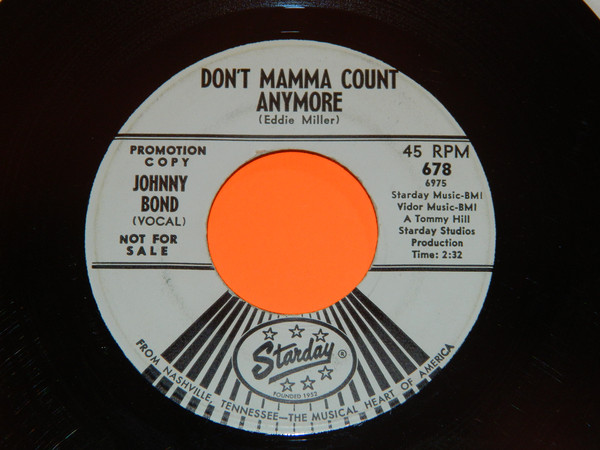 DON'T MAMMA COUNT
ANYMORE
(Eddie Miller)
PROMOTION
COPY
JOHNNY
BOND
(VOCAL)
NOT FOR
SALE
45 RPM
678
6975
Starday Music-BMI
Vidor Music-BMI
A Tommy Hill
Starday Studios
Production
Time: 2:32
Starday ®
FOUNDED 1952
FROM NASHVILLE, TENNESSEE—THE MUSICAL HEART OF AMERICA